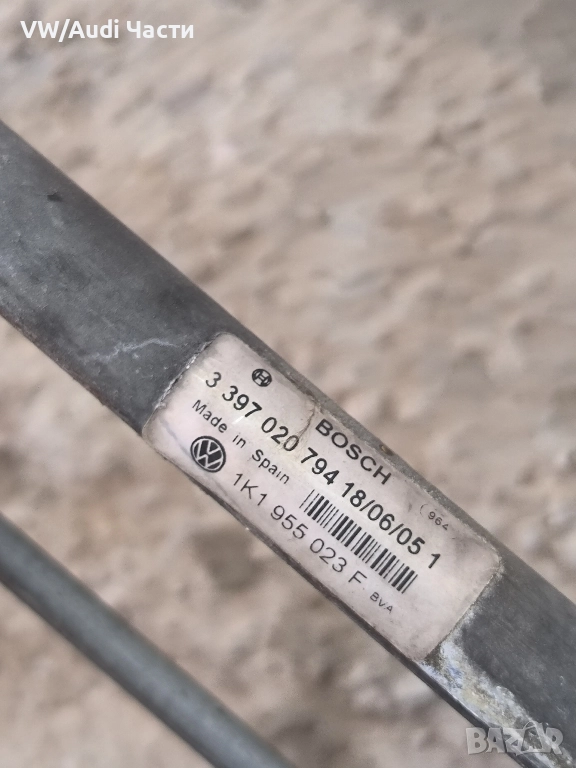 VW/Audi Части
BOSCH
3 397 020 794 18/06/05 1
Made in Spain
1K1 955 023 F
BVA
964
BAZAR